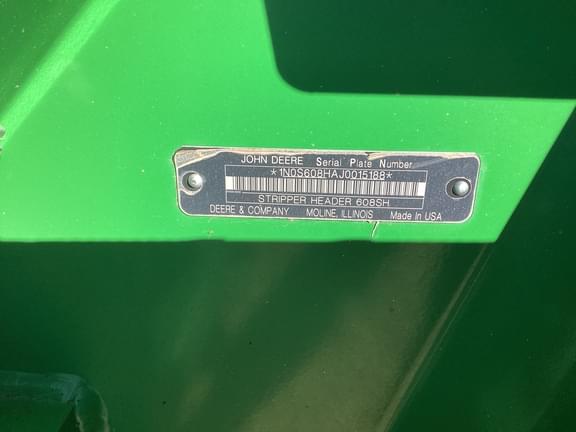 JOHN DEERE Serial Plate Number
*1N0S608HAJ0015188*
STRIPPER HEADER 608SH
DEERE & COMPANY MOLINE, ILLINOIS Made In USA